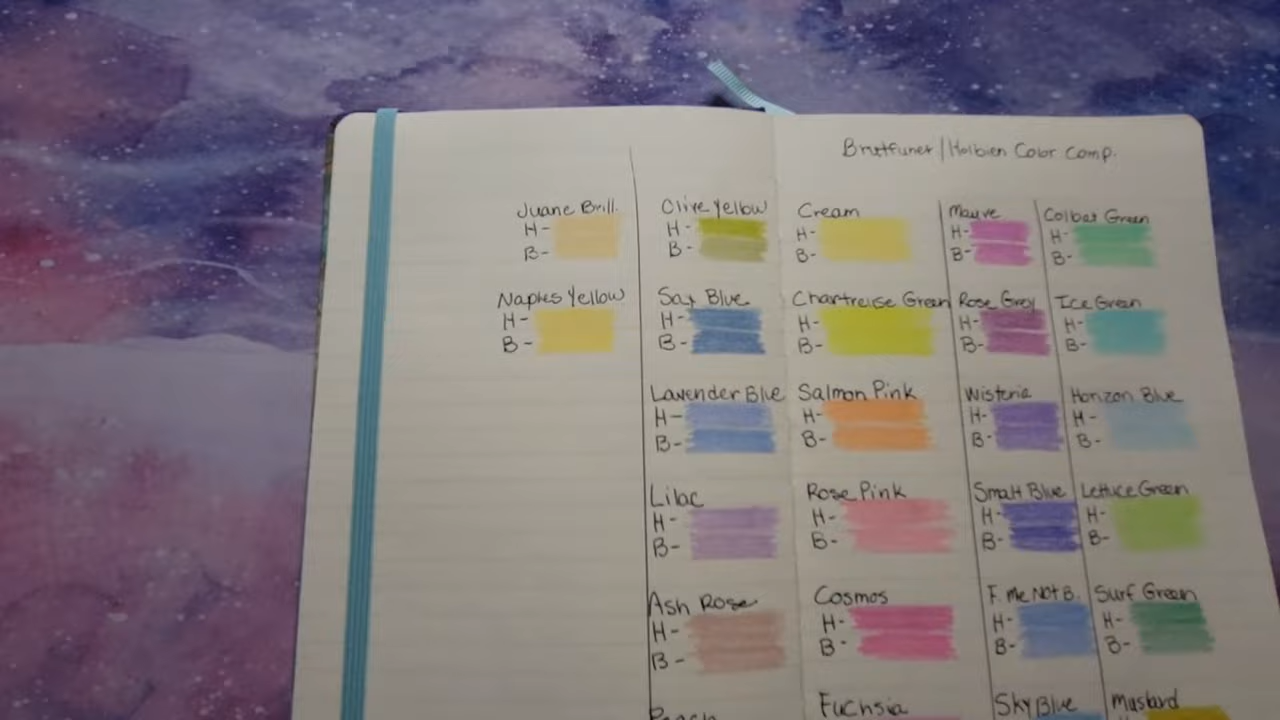 Brutfuner | Holbien Color Comp.
Juane Brill.
H-
B-
Olive Yellow
H-
B-
Cream
H-
B-
Mauve
H-
B-
Colbat Green
H-
B-
Naples Yellow
H-
B-
Sax Blue
H-
B-
Chartreuse Green
H-
B-
Rose Grey
H-
B-
Ice Green
H-
B-
Lavender Blue
H-
B-
Salmon Pink
H-
B-
Wisteria
H-
B-
Horizon Blue
H-
B-
Lilac
H-
B-
Rose Pink
H-
B-
Smalt Blue
H-
B-
Lettuce Green
H-
B-
Ash Rose
H-
B-
Cosmos
H-
B-
F. me Not B.
H-
B-
Surf Green
H-
B-
Peach
Fuchsia
Sky Blue
Mustard